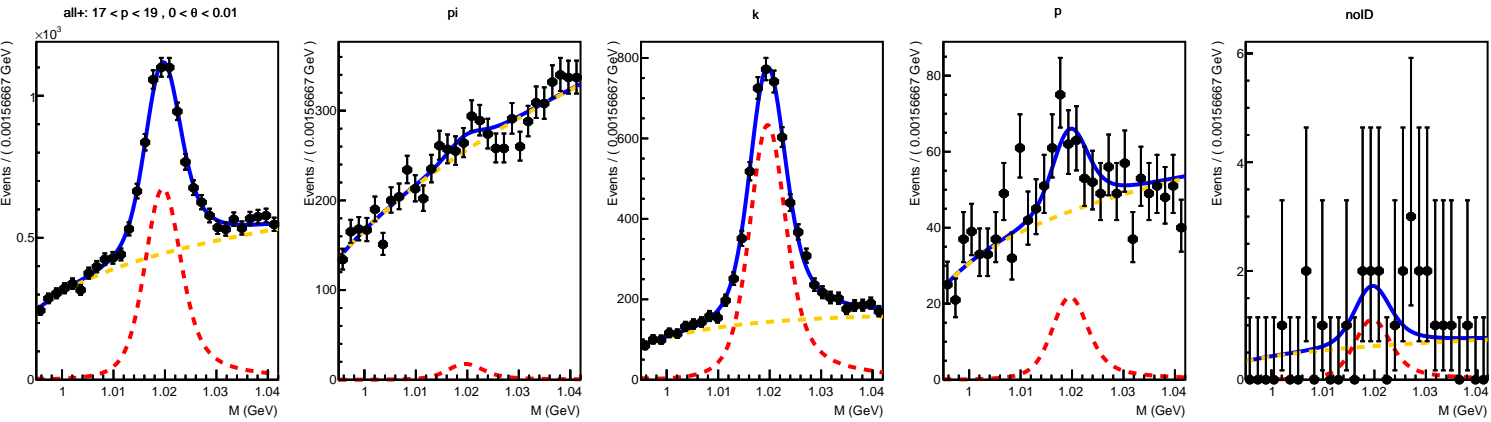 all+: 17 < p < 19 , 0 < θ < 0.01
×10³
Events / ( 0.00156667 GeV )
1
0.5
0
1 1.01 1.02 1.03 1.04
M (GeV)
pi
Events / ( 0.00156667 GeV )
300
200
100
0
1 1.01 1.02 1.03 1.04
M (GeV)
k
Events / ( 0.00156667 GeV )
800
600
400
200
0
1 1.01 1.02 1.03 1.04
M (GeV)
p
Events / ( 0.00156667 GeV )
80
60
40
20
0
1 1.01 1.02 1.03 1.04
M (GeV)
noID
Events / ( 0.00156667 GeV )
6
4
2
0
1 1.01 1.02 1.03 1.04
M (GeV)